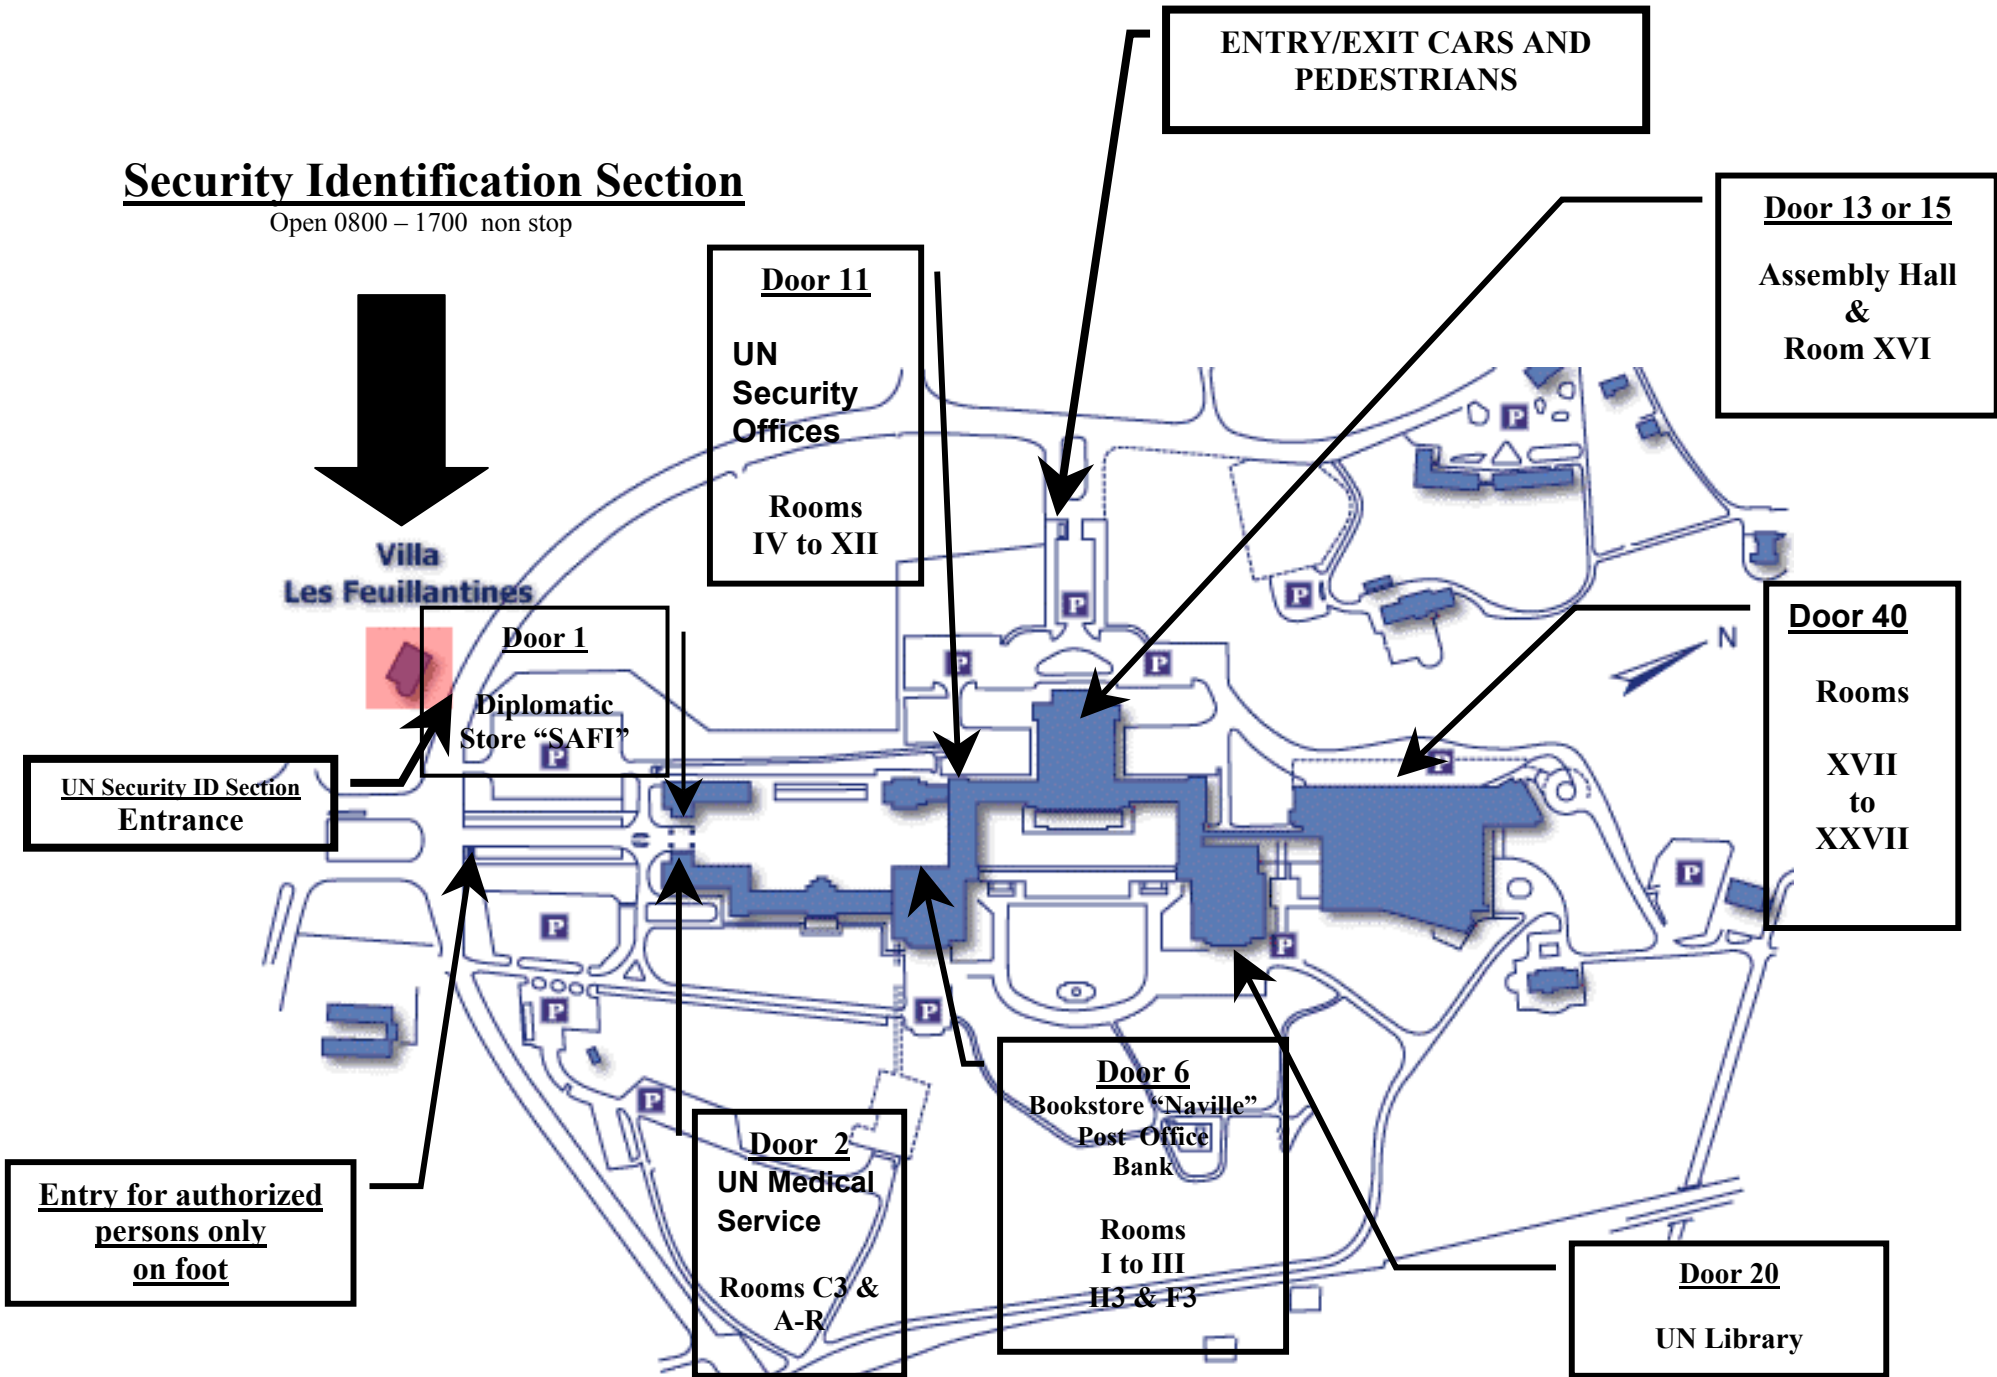 ENTRY/EXIT CARS AND
PEDESTRIANS
Security Identification Section
Open 0800 – 1700  non stop
Door 13 or 15
Assembly Hall
&
Room XVI
Door 11
UN
Security
Offices
Rooms
IV to XII
Villa
Les Feuillantines
Door 1
Diplomatic
Store “SAFI”
UN Security ID Section
Entrance
Door 40
Rooms
XVII
to
XXVII
N
P
P
P
P
P
P
P
P
P
P
P
P
P
Entry for authorized
persons only
on foot
Door 2
UN Medical
Service
Rooms C3 &
A-R
Door 6
Bookstore “Naville”
Post Office
Bank
Rooms
I to III
H3 & F3
Door 20
UN Library